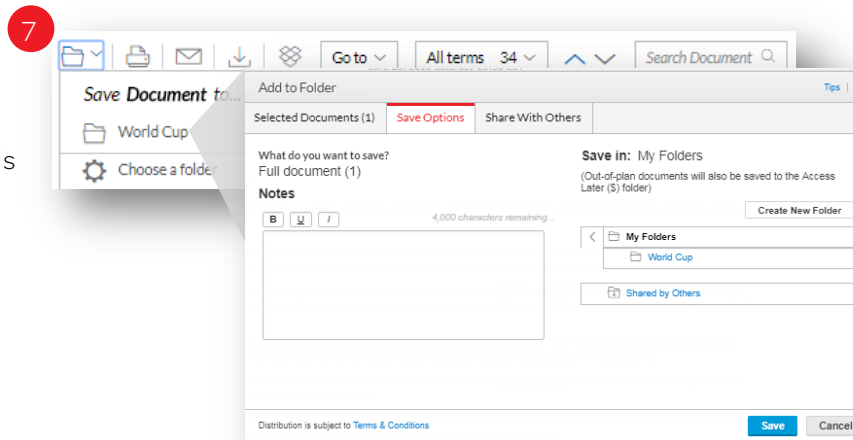 7
Go to
All terms 34
Search Document
Save Document to...
World Cup
Choose a folder
s
Add to Folder
Tips |
Selected Documents (1)
Save Options
Share With Others
What do you want to save?
Full document (1)
Notes
B U I
4,000 characters remaining...
Save in: My Folders
(Out-of-plan documents will also be saved to the Access
Later ($) folder)
Create New Folder
My Folders
World Cup
Shared by Others
Distribution is subject to Terms & Conditions
Save
Cancel